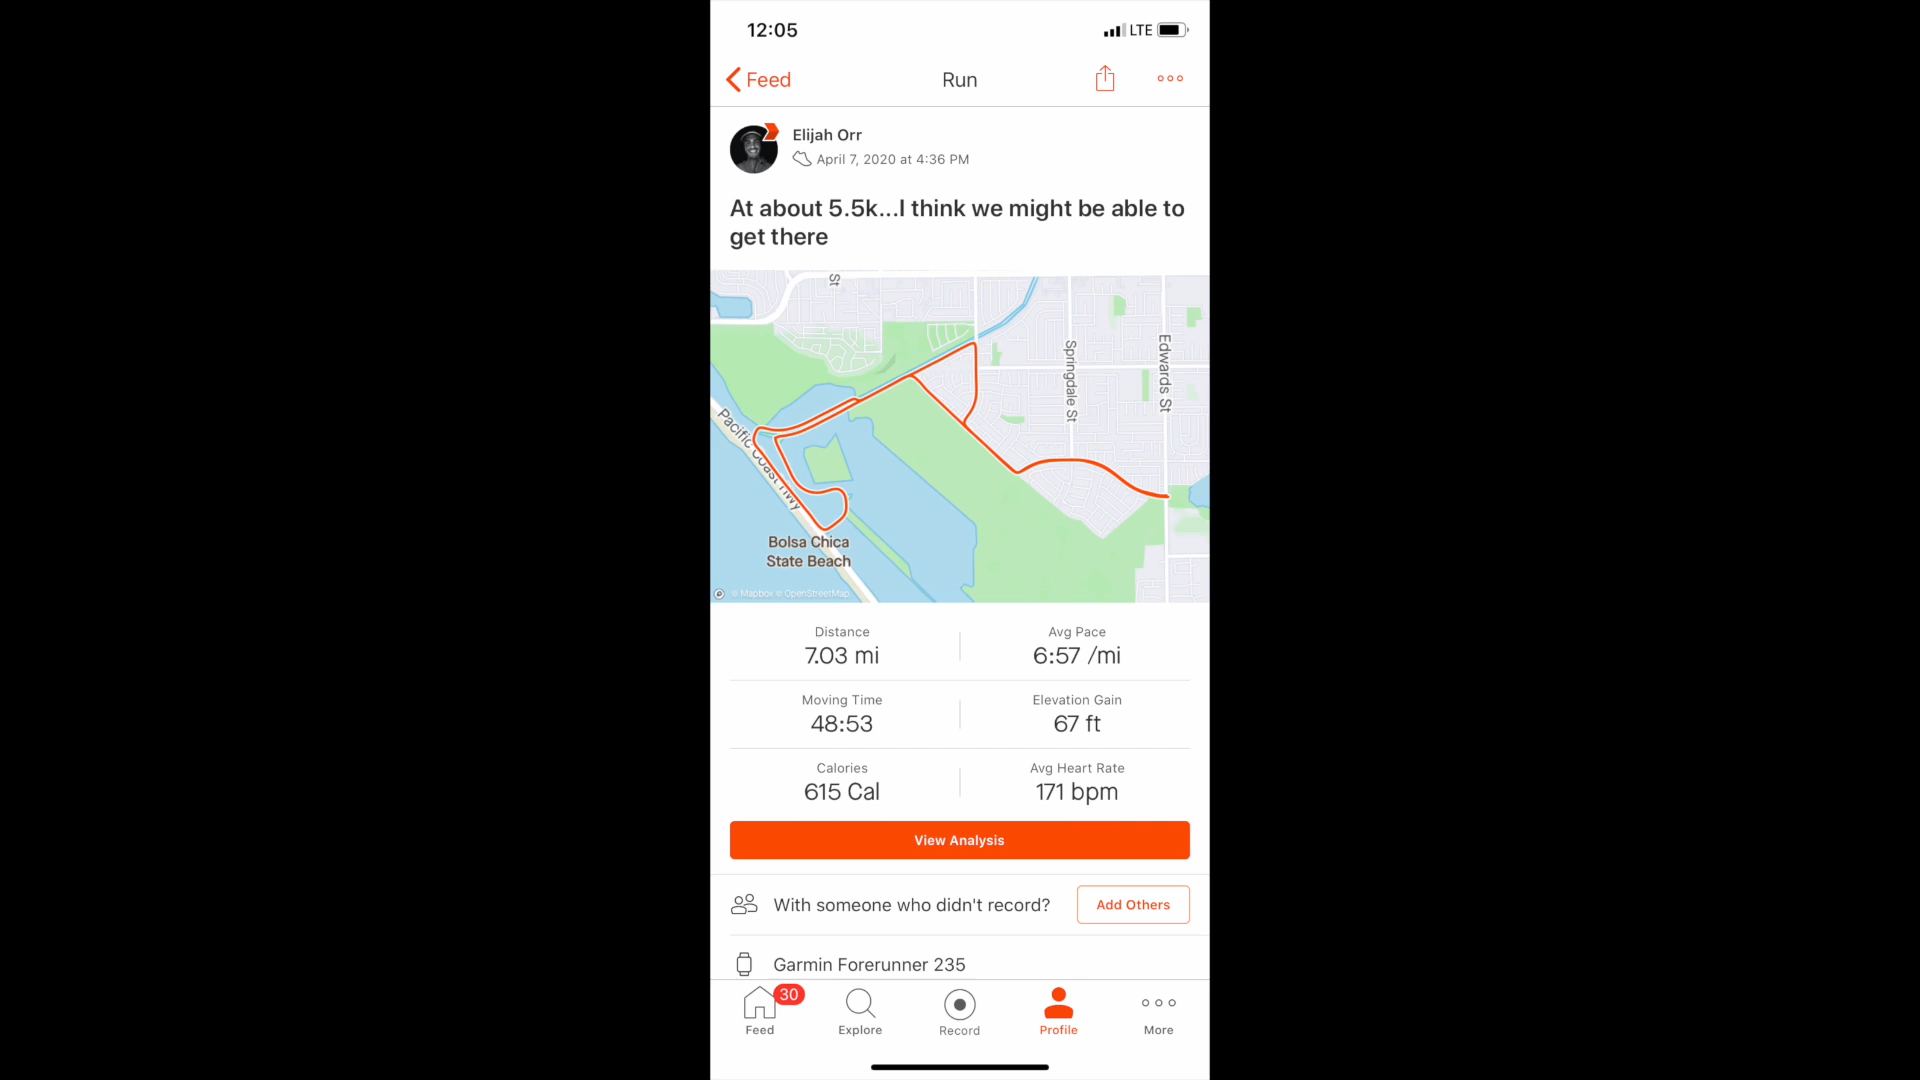 12:05
LTE
Feed
Run
Elijah Orr
April 7, 2020 at 4:36 PM
At about 5.5k...I think we might be able to
get there
St
Springdale St
Edwards St
Pacific Coast Hwy
Bolsa Chica
State Beach
© Mapbox © OpenStreetMap
Distance
7.03 mi
Avg Pace
6:57 /mi
Moving Time
48:53
Elevation Gain
67 ft
Calories
615 Cal
Avg Heart Rate
171 bpm
View Analysis
With someone who didn't record?
Add Others
Garmin Forerunner 235
30
Feed
Explore
Record
Profile
More